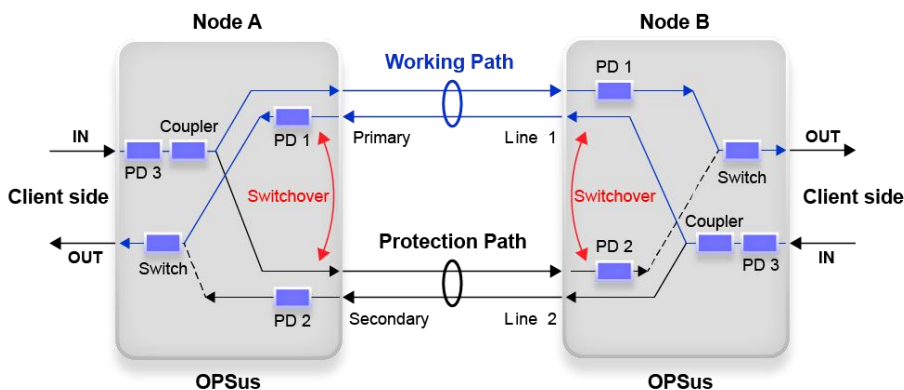 Node A
Node B
Working Path
PD 1
IN
Coupler
PD 3
PD 1
Primary
Line 1
OUT
Switch
Client side
Switchover
Switchover
Client side
OUT
Switch
Protection Path
PD 2
Coupler
PD 3
IN
PD 2
Secondary
Line 2
OPSus
OPSus